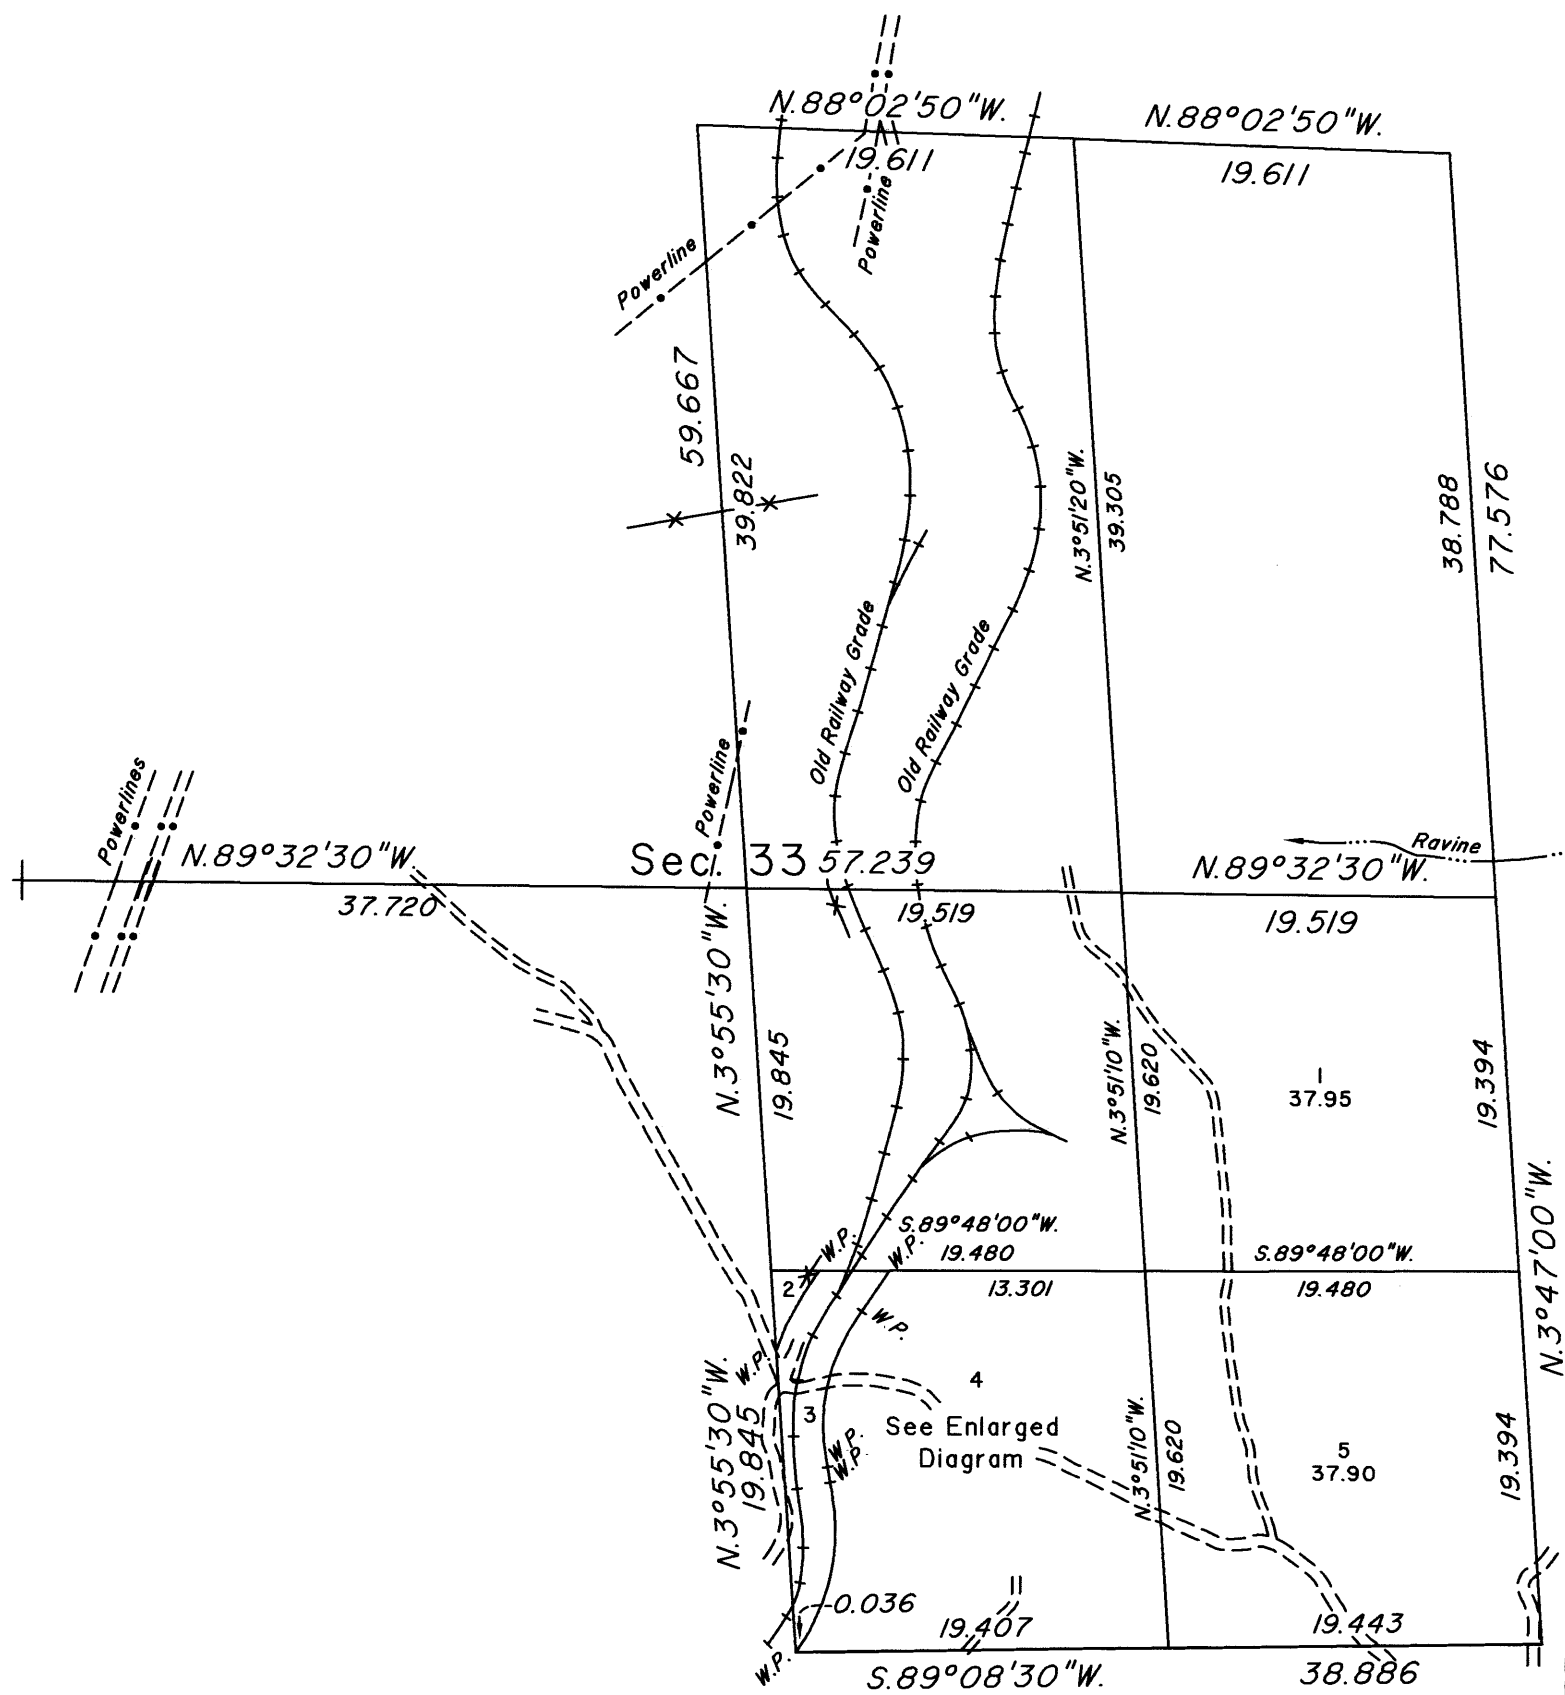 N.88°02'50"W.
N.88°02'50"W.
19.611
19.611
Powerline
Powerline
59.667
39.822
N.3°51'20"W.
39.305
38.788
77.576
Old Railway Grade
Old Railway Grade
Powerline
Powerlines
N.89°32'30"W.
Sec. 33
57.239
N.89°32'30"W.
Ravine
37.720
19.519
19.519
N.3°55'30"W.
19.845
N.3°51'10"W.
19.620
1
37.95
19.394
N.3°47'00"W.
S.89°48'00"W.
S.89°48'00"W.
W.P.
W.P.
19.480
2
13.301
19.480
W.P.
W.P.
N.3°55'30"W.
19.845
3
4
See Enlarged
Diagram
W.P.
W.P.
N.3°51'10"W.
19.620
5
37.90
19.394
0.036
19.407
19.443
W.P.
S.89°08'30"W.
38.886